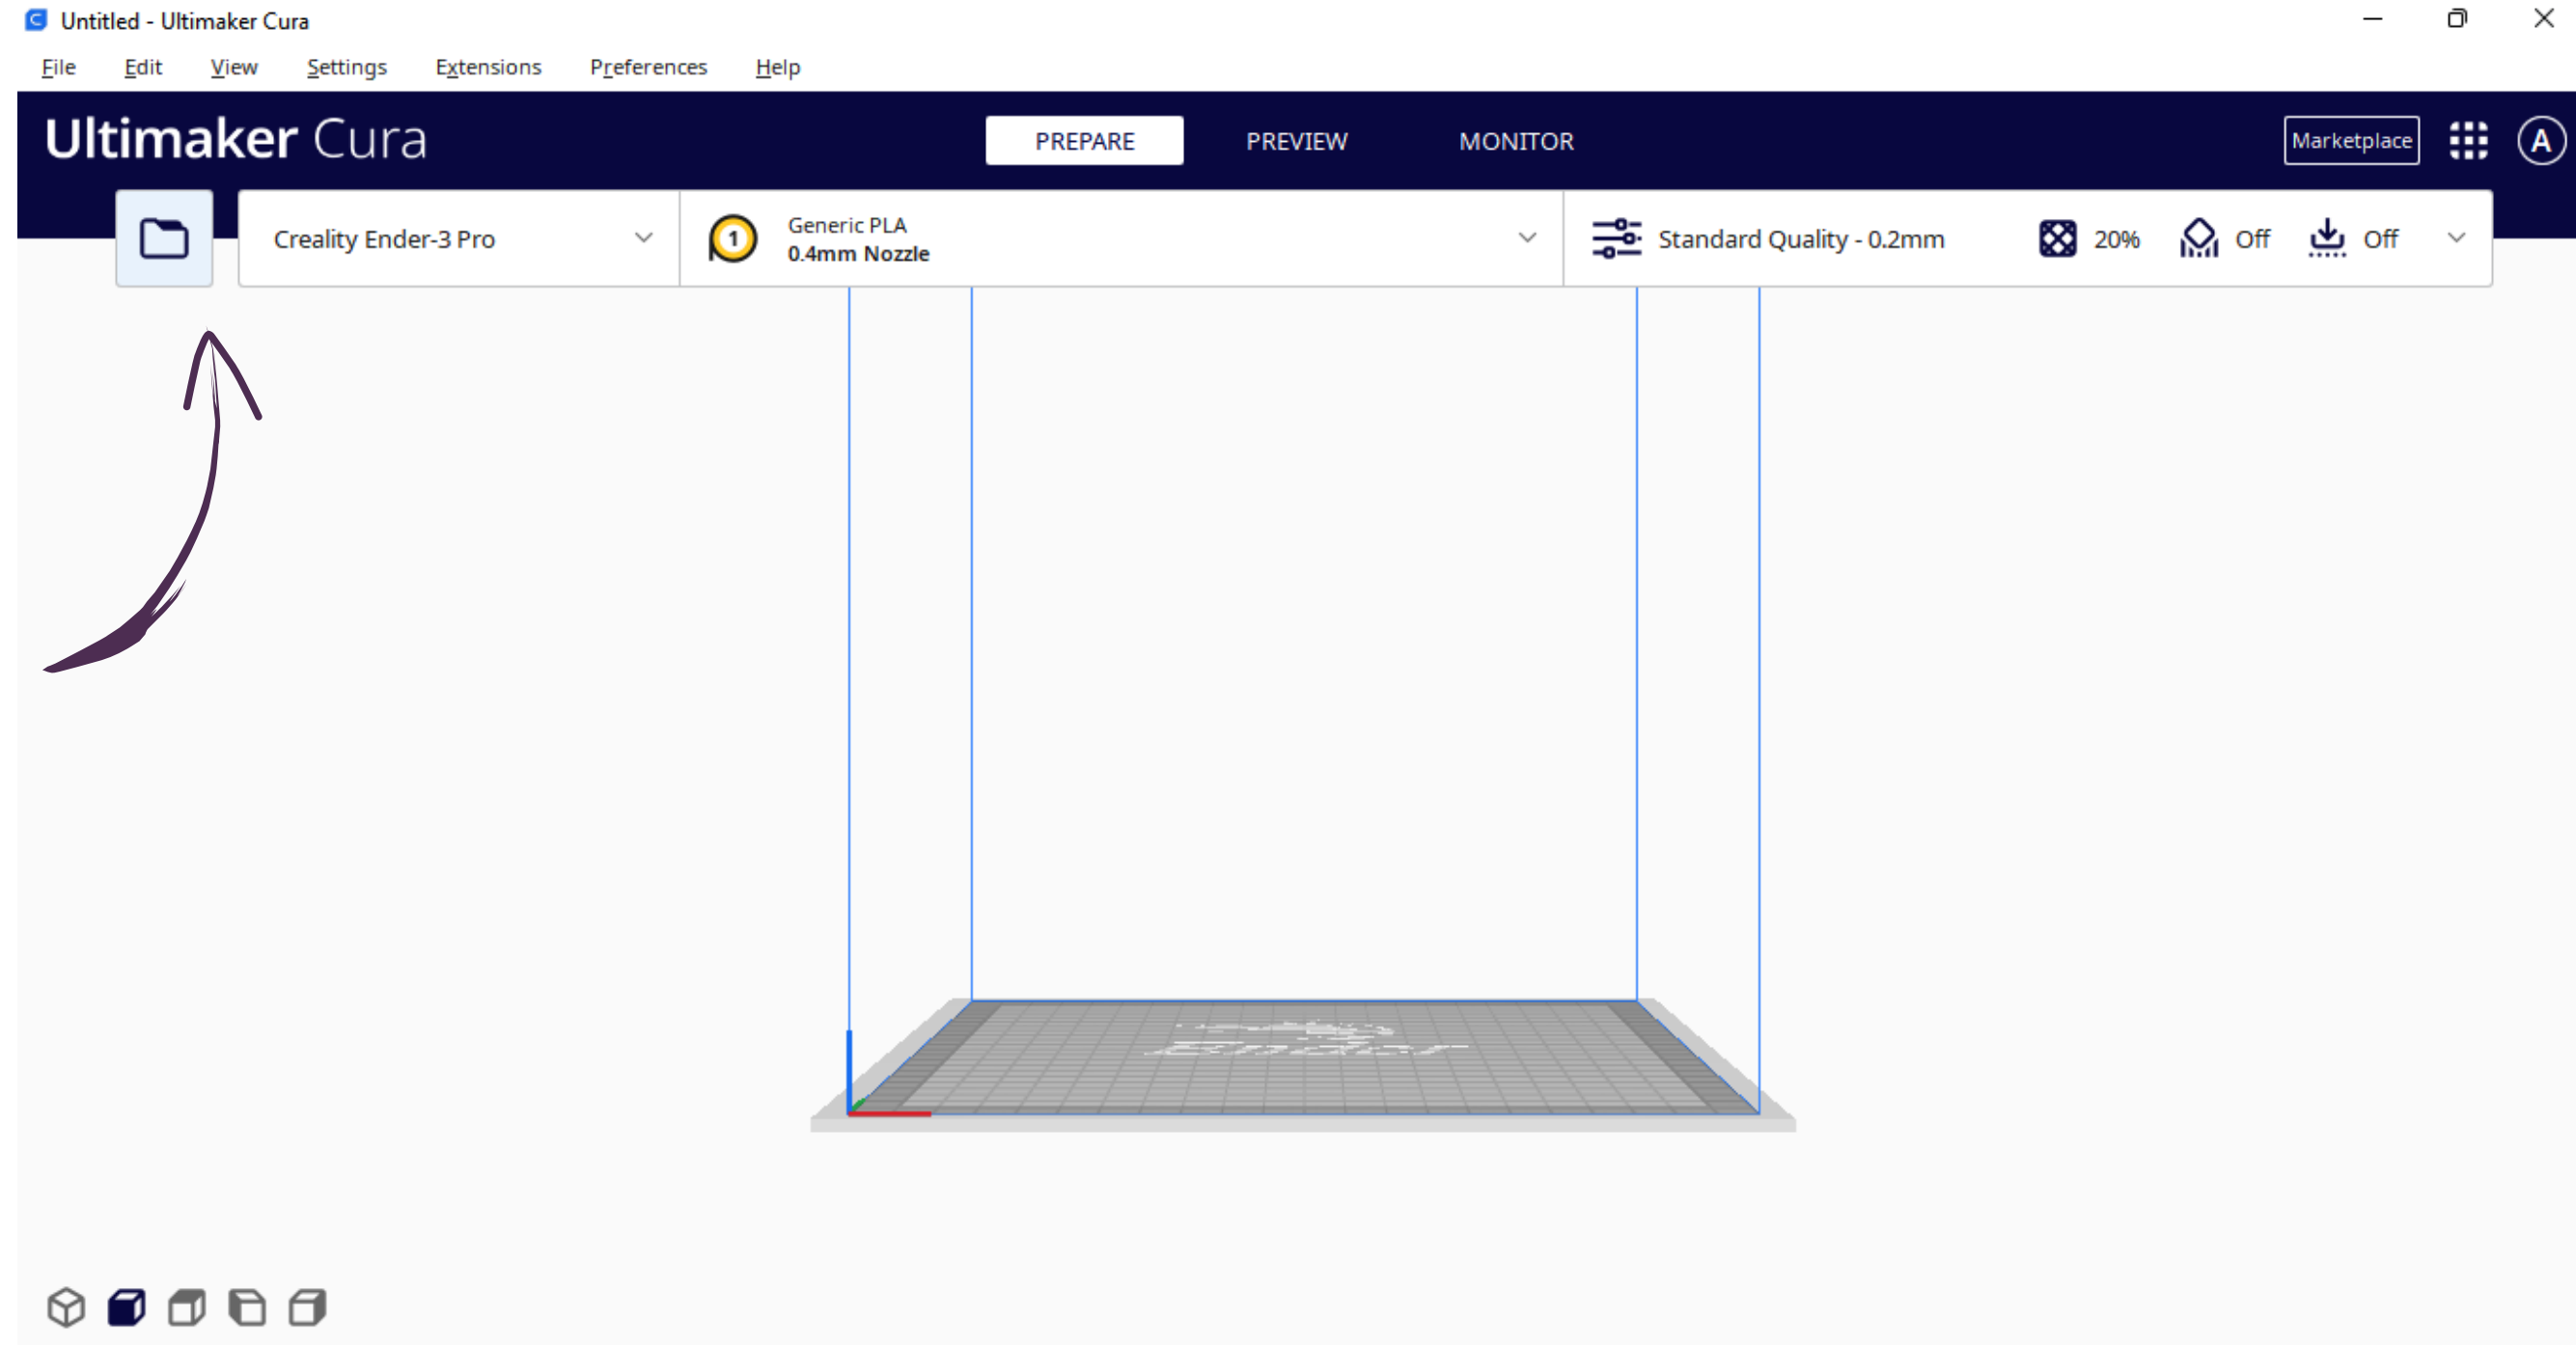 Untitled - Ultimaker Cura
File Edit View Settings Extensions Preferences Help
Ultimaker Cura PREPARE PREVIEW MONITOR Marketplace A
Creality Ender-3 Pro 1 Generic PLA Standard Quality - 0.2mm 20% Off Off
0.4mm Nozzle